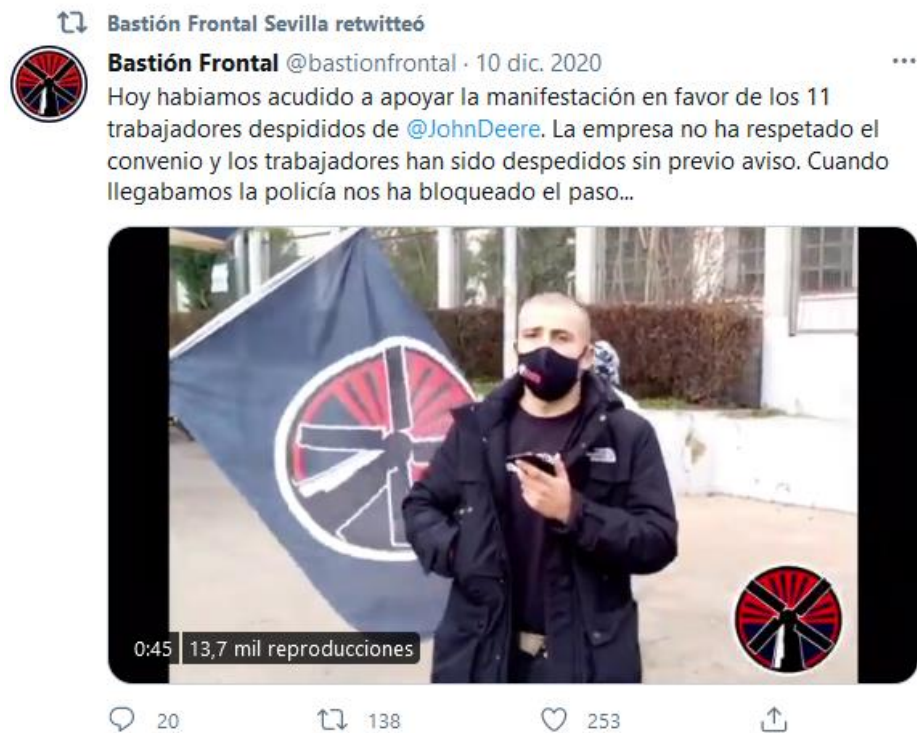 Bastión Frontal Sevilla retwitteó
Bastión Frontal @bastionfrontal · 10 dic. 2020
Hoy habiamos acudido a apoyar la manifestación en favor de los 11
trabajadores despididos de @JohnDeere. La empresa no ha respetado el
convenio y los trabajadores han sido despedidos sin previo aviso. Cuando
llegabamos la policía nos ha bloqueado el paso...
0:45 13,7 mil reproducciones
20 138 253